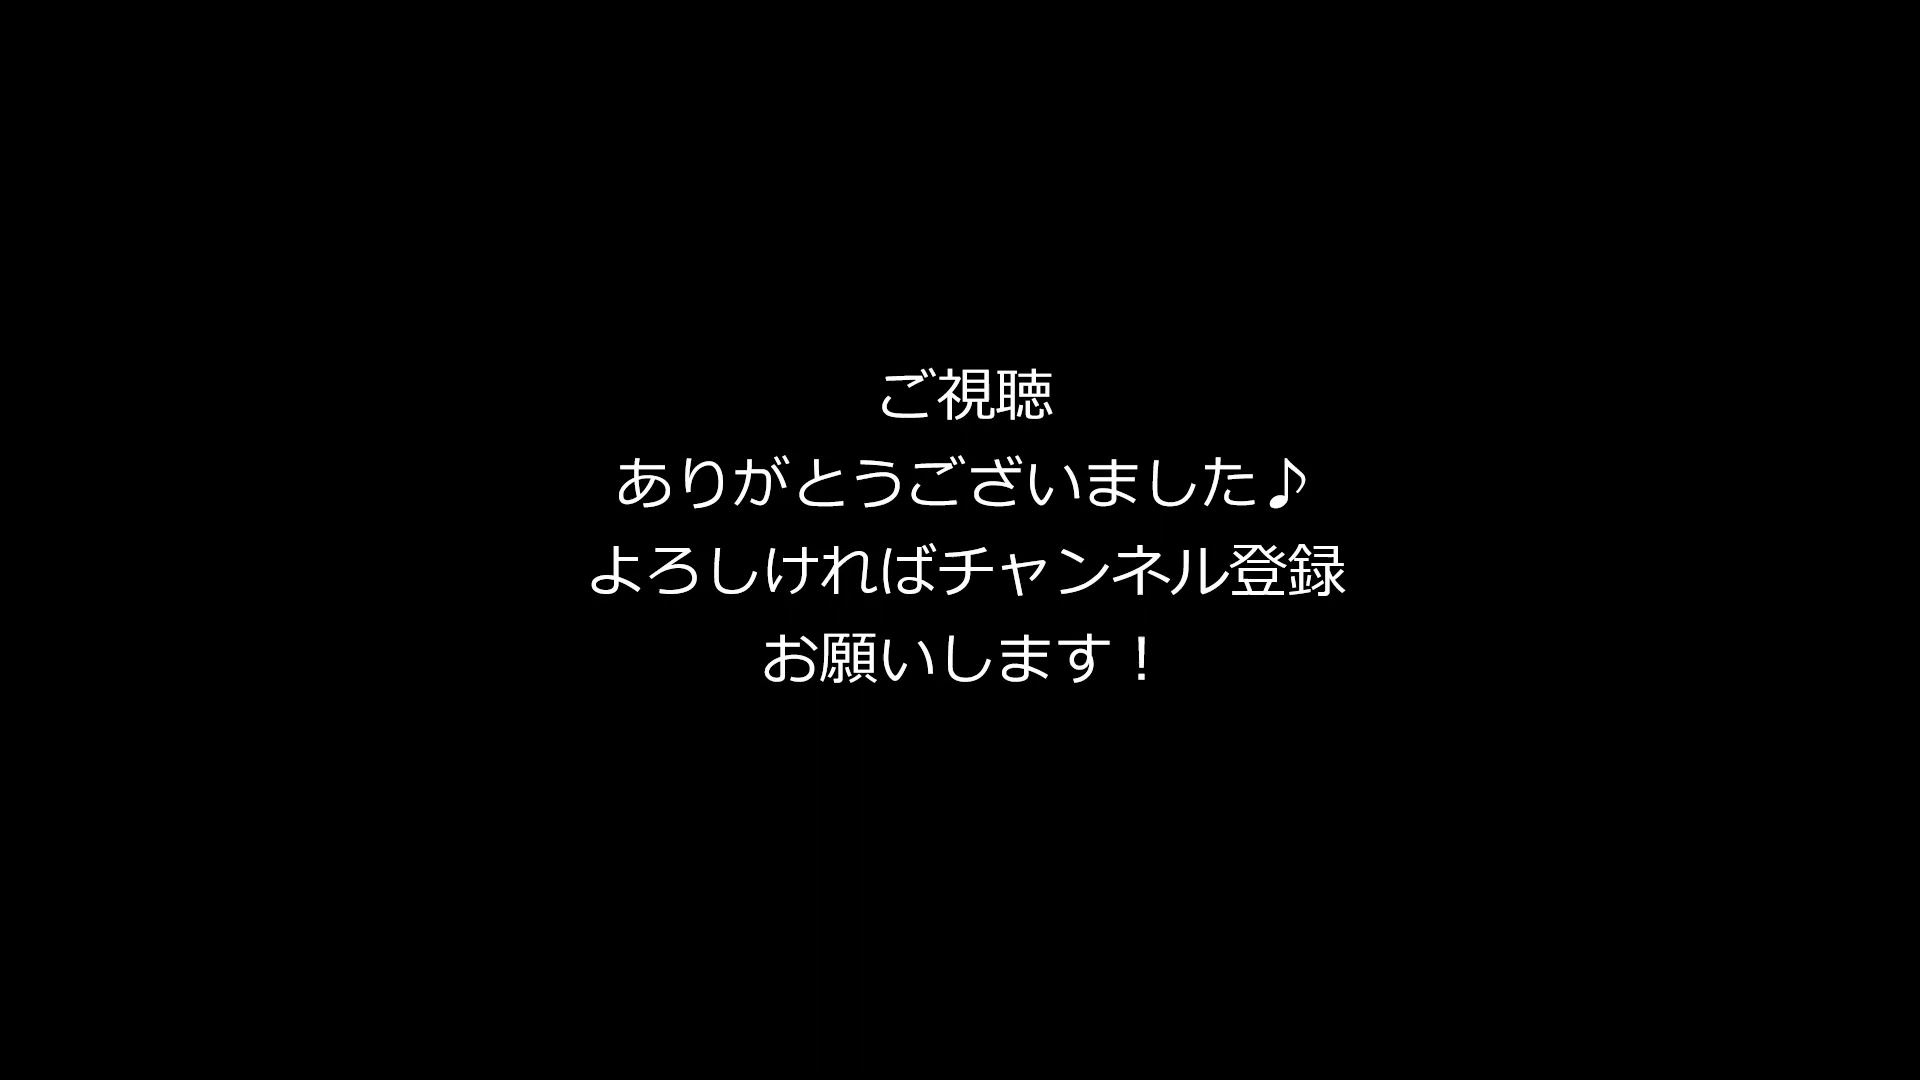 ご視聴
ありがとうございました♪
よろしければチャンネル登録
お願いします！